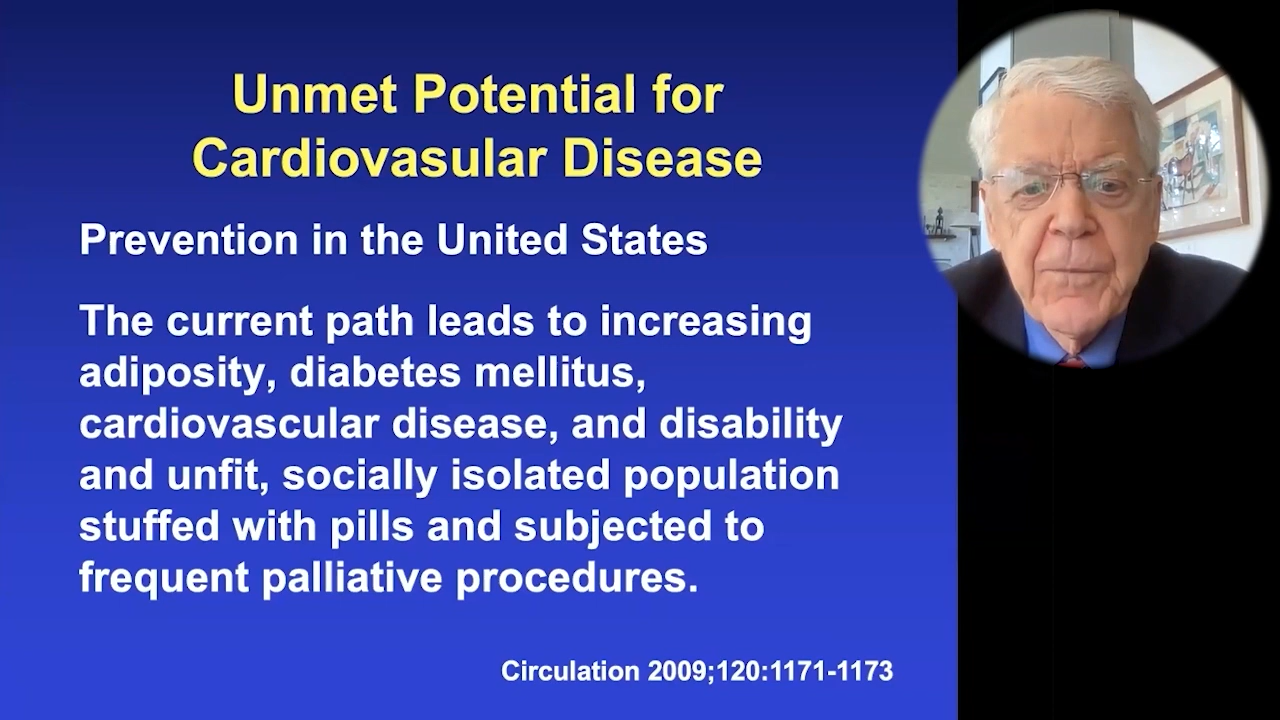 Unmet Potential for
Cardiovasular Disease
Prevention in the United States
The current path leads to increasing
adiposity, diabetes mellitus,
cardiovascular disease, and disability
and unfit, socially isolated population
stuffed with pills and subjected to
frequent palliative procedures.
Circulation 2009;120:1171-1173